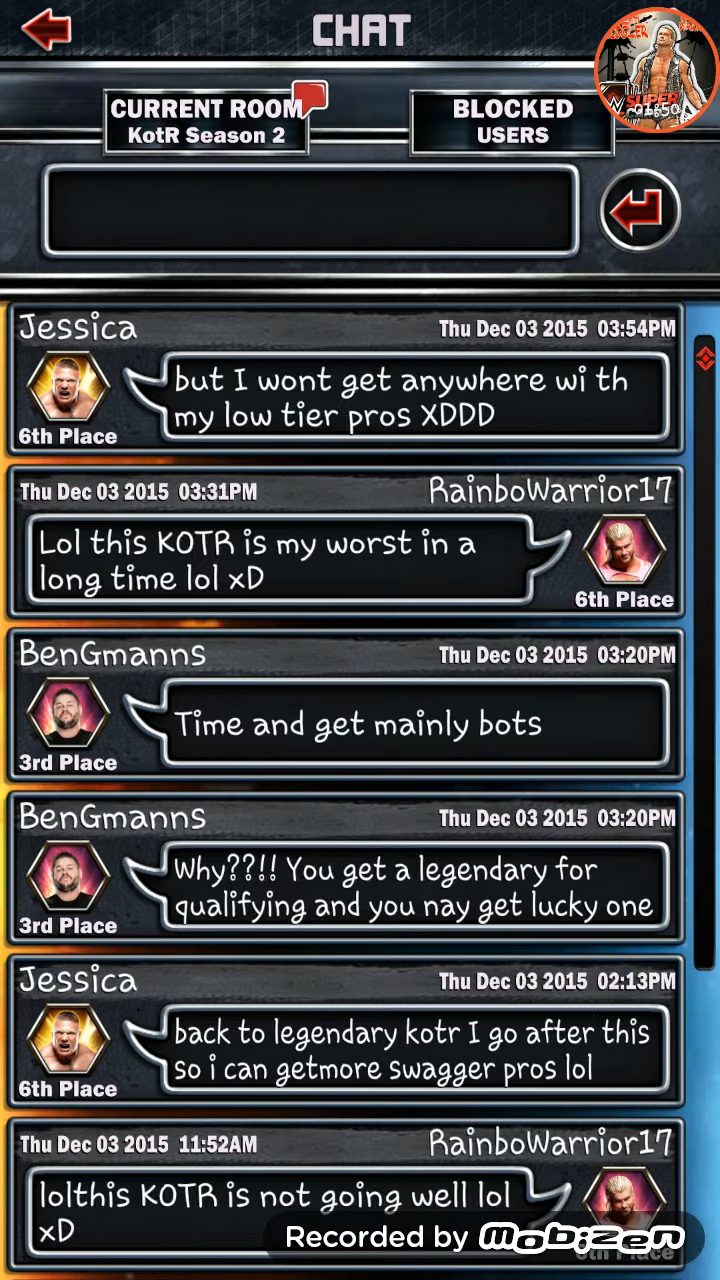 CHAT
CURRENT ROOM
KotR Season 2
BLOCKED
USERS
SUPER
01:50
Jessica
Thu Dec 03 2015 03:54PM
but I wont get anywhere wi th
my low tier pros XDDD
6th Place
Thu Dec 03 2015 03:31PM
RainboWarrior17
Lol this KOTR is my worst in a
long time lol xD
6th Place
BenGmanns
Thu Dec 03 2015 03:20PM
Time and get mainly bots
3rd Place
BenGmanns
Thu Dec 03 2015 03:20PM
Why??!! You get a legendary for
qualifying and you nay get lucky one
3rd Place
Jessica
Thu Dec 03 2015 02:13PM
back to legendary kotr I go after this
so i can getmore swagger pros lol
6th Place
Thu Dec 03 2015 11:52AM
RainboWarrior17
lolthis KOTR is not going well lol
xD
Recorded by Mobizen